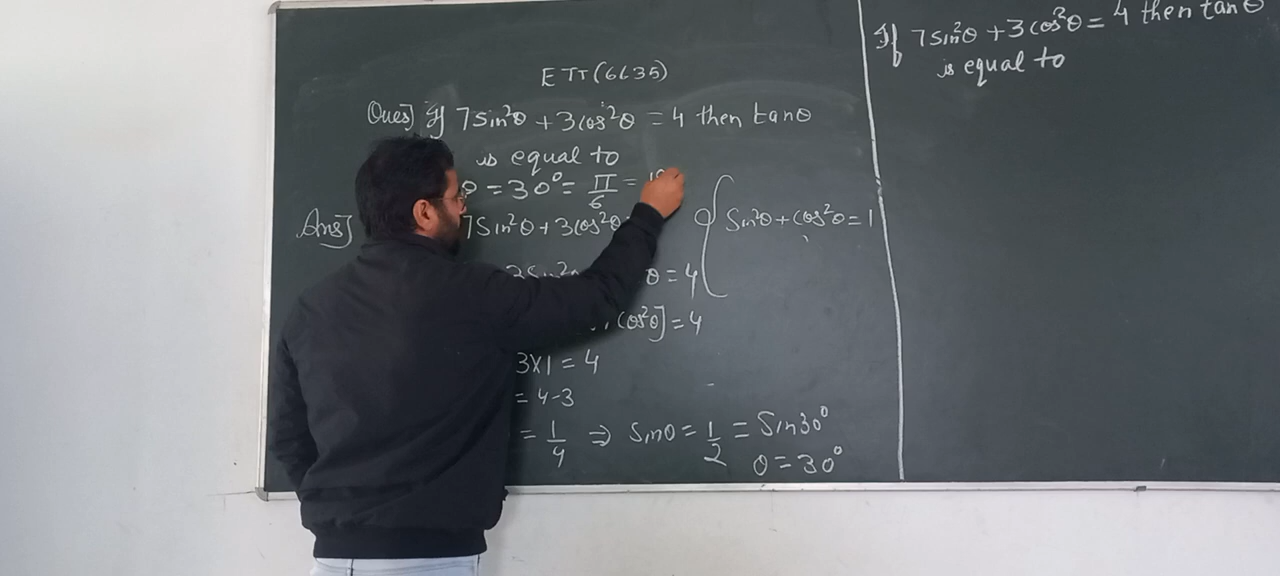 ETT (6635)
Ques] If 7sin²θ + 3cos²θ = 4 then tanθ
is equal to
θ = 30° = π/6 =
Ans] 7Sin²θ + 3cos²θ
Sin²θ + cos²θ = 1
θ = 4
cos²θ] = 4
3×1 = 4
= 4-3
= 1/4 ⇒ sinθ = 1/2 = Sin30°
θ = 30°
If 7sin²θ + 3cos²θ = 4 then tanθ
is equal to